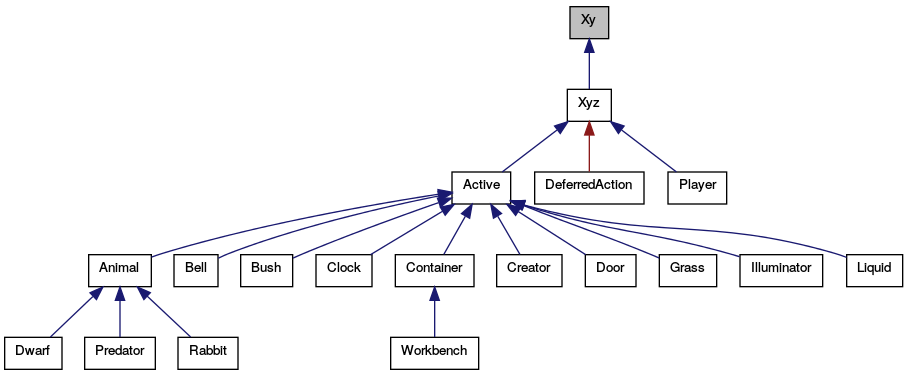 Xy
Xyz
Active
DeferredAction
Player
Animal
Bell
Bush
Clock
Container
Creator
Door
Grass
Illuminator
Liquid
Dwarf
Predator
Rabbit
Workbench